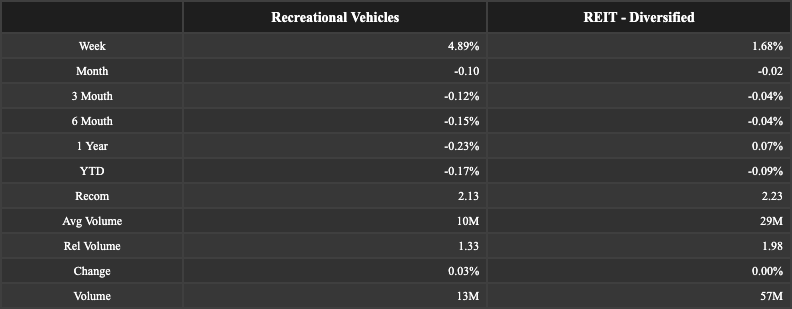 Recreational Vehicles REIT - Diversified
Week 4.89% 1.68%
Month -0.10 -0.02
3 Mouth -0.12% -0.04%
6 Mouth -0.15% -0.04%
1 Year -0.23% 0.07%
YTD -0.17% -0.09%
Recom 2.13 2.23
Avg Volume 10M 29M
Rel Volume 1.33 1.98
Change 0.03% 0.00%
Volume 13M 57M